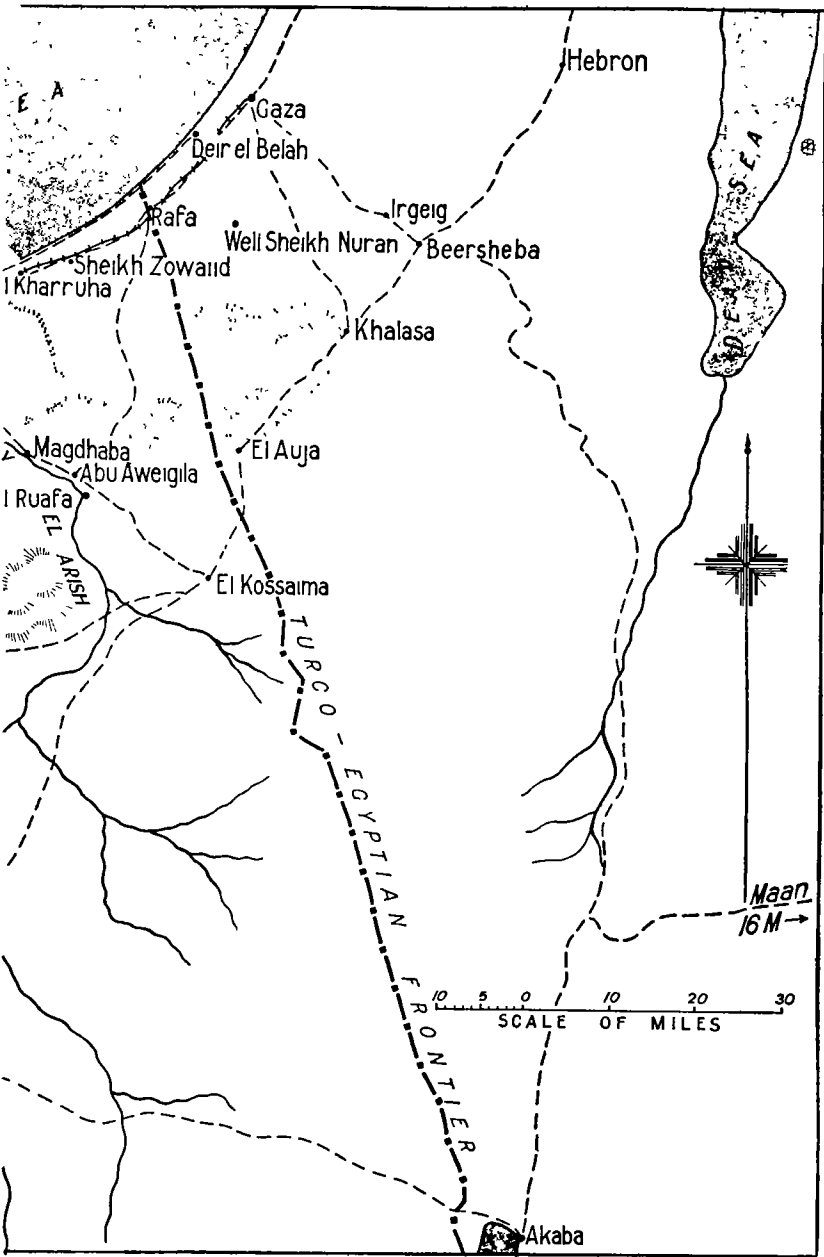 Hebron
E A
Gaza
Deir el Belah
DEAD SEA
Irgeig
Rafa
Weli Sheikh Nuran
Beersheba
Sheikh Zowaiid
l Kharruha
Khalasa
Magdhaba
El Auja
Abu Aweigila
l Ruafa
EL ARISH
El Kossaima
TURCO-EGYPTIAN FRONTIER
Maan
16 M →
10 5 0 10 20 30
SCALE OF MILES
Akaba